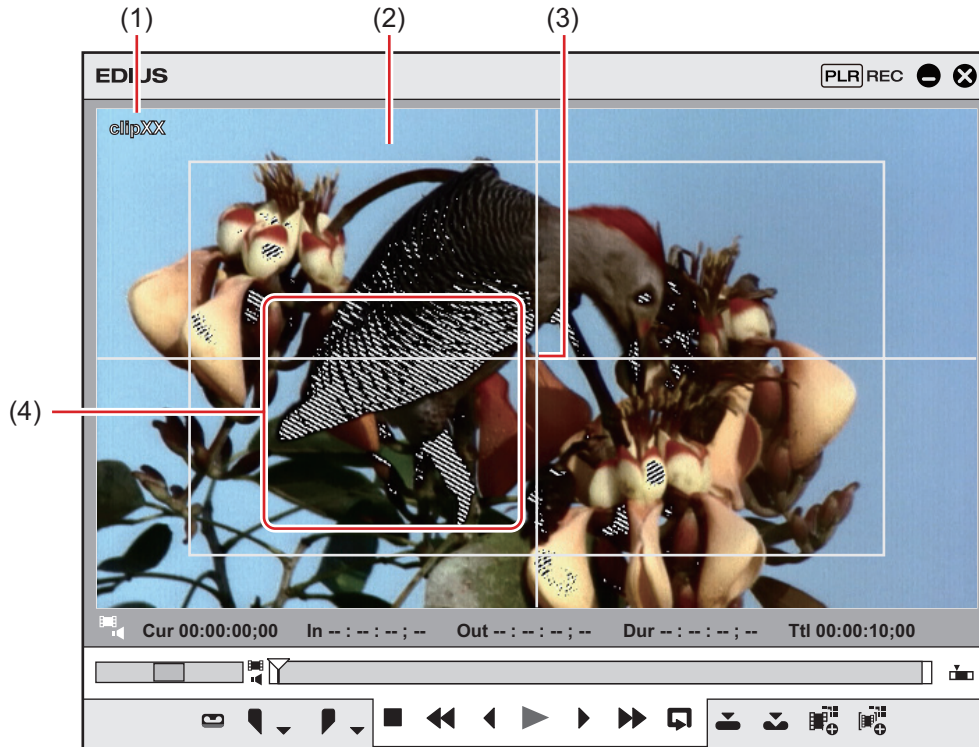 (1)
(2)
(3)
EDIUS
PLR REC
clipXX
(4)
Cur 00:00:00;00 In -- : -- : -- ; -- Out -- : -- : -- ; -- Dur -- : -- : -- ; -- Ttl 00:00:10;00